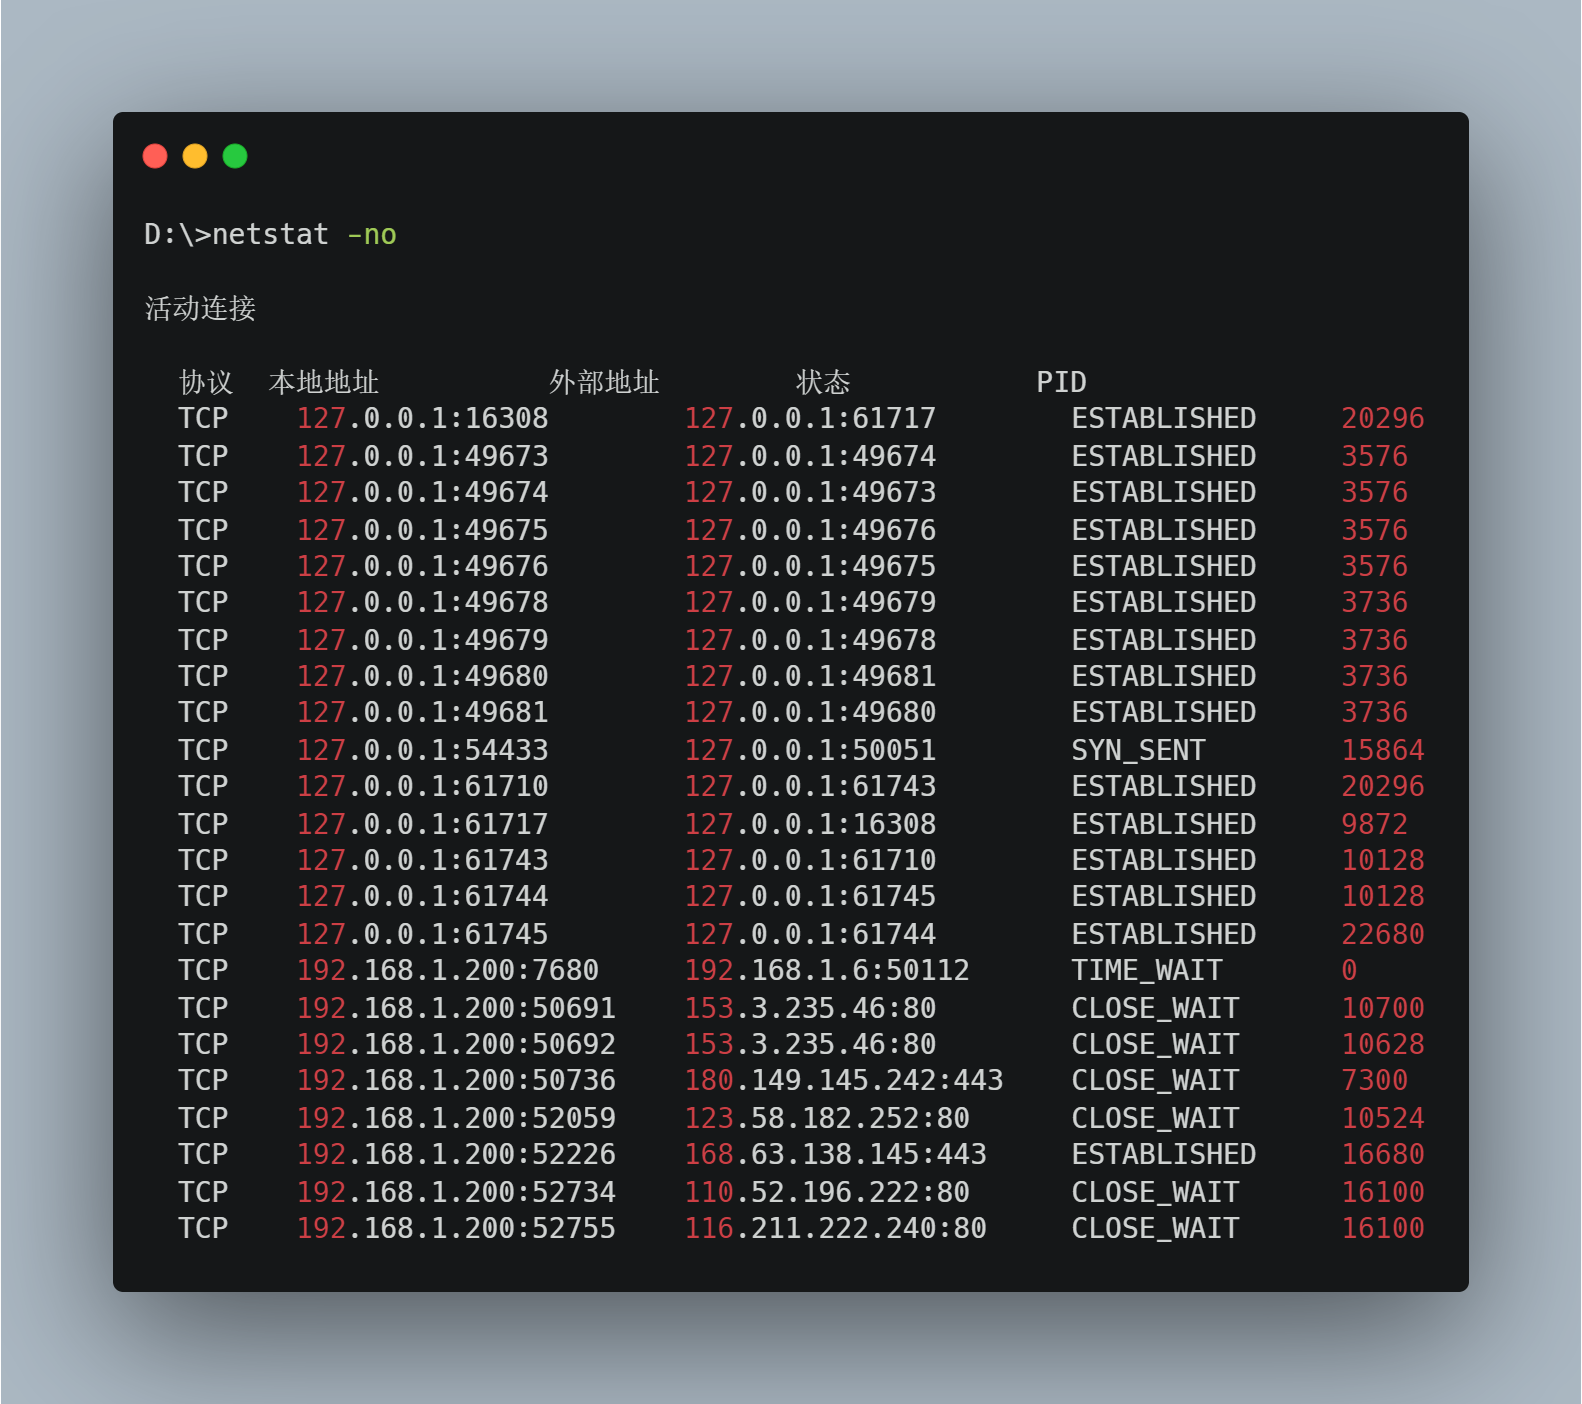 D:\>netstat -no
活动连接
协议 本地地址 外部地址 状态 PID
TCP 127.0.0.1:16308 127.0.0.1:61717 ESTABLISHED 20296
TCP 127.0.0.1:49673 127.0.0.1:49674 ESTABLISHED 3576
TCP 127.0.0.1:49674 127.0.0.1:49673 ESTABLISHED 3576
TCP 127.0.0.1:49675 127.0.0.1:49676 ESTABLISHED 3576
TCP 127.0.0.1:49676 127.0.0.1:49675 ESTABLISHED 3576
TCP 127.0.0.1:49678 127.0.0.1:49679 ESTABLISHED 3736
TCP 127.0.0.1:49679 127.0.0.1:49678 ESTABLISHED 3736
TCP 127.0.0.1:49680 127.0.0.1:49681 ESTABLISHED 3736
TCP 127.0.0.1:49681 127.0.0.1:49680 ESTABLISHED 3736
TCP 127.0.0.1:54433 127.0.0.1:50051 SYN_SENT 15864
TCP 127.0.0.1:61710 127.0.0.1:61743 ESTABLISHED 20296
TCP 127.0.0.1:61717 127.0.0.1:16308 ESTABLISHED 9872
TCP 127.0.0.1:61743 127.0.0.1:61710 ESTABLISHED 10128
TCP 127.0.0.1:61744 127.0.0.1:61745 ESTABLISHED 10128
TCP 127.0.0.1:61745 127.0.0.1:61744 ESTABLISHED 22680
TCP 192.168.1.200:7680 192.168.1.6:50112 TIME_WAIT 0
TCP 192.168.1.200:50691 153.3.235.46:80 CLOSE_WAIT 10700
TCP 192.168.1.200:50692 153.3.235.46:80 CLOSE_WAIT 10628
TCP 192.168.1.200:50736 180.149.145.242:443 CLOSE_WAIT 7300
TCP 192.168.1.200:52059 123.58.182.252:80 CLOSE_WAIT 10524
TCP 192.168.1.200:52226 168.63.138.145:443 ESTABLISHED 16680
TCP 192.168.1.200:52734 110.52.196.222:80 CLOSE_WAIT 16100
TCP 192.168.1.200:52755 116.211.222.240:80 CLOSE_WAIT 16100